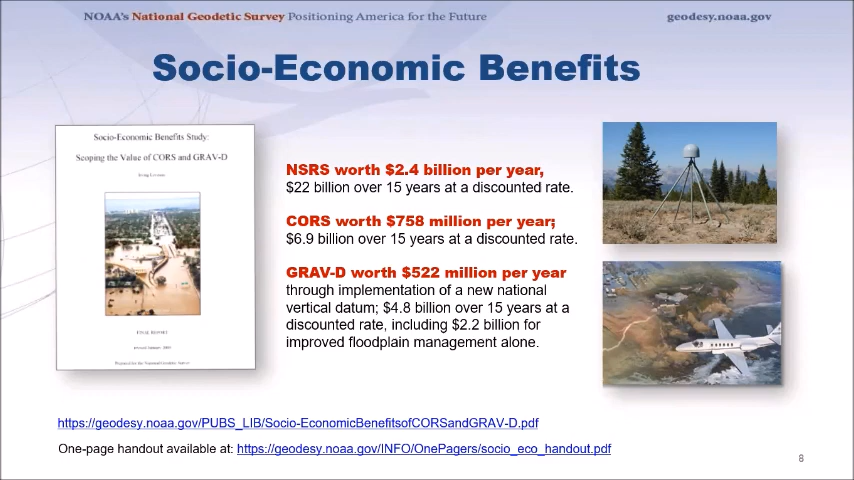 NOAA's National Geodetic Survey Positioning America for the Future
geodesy.noaa.gov
Socio-Economic Benefits
Socio-Economic Benefits Study:
Scoping the Value of CORS and GRAV-D
FINAL REPORT
Prepared for the National Geodetic Survey
NSRS worth $2.4 billion per year,
$22 billion over 15 years at a discounted rate.
CORS worth $758 million per year;
$6.9 billion over 15 years at a discounted rate.
GRAV-D worth $522 million per year
through implementation of a new national
vertical datum; $4.8 billion over 15 years at a
discounted rate, including $2.2 billion for
improved floodplain management alone.
https://geodesy.noaa.gov/PUBS_LIB/Socio-EconomicBenefitsofCORSandGRAV-D.pdf
One-page handout available at: https://geodesy.noaa.gov/INFO/OnePagers/socio_eco_handout.pdf
8